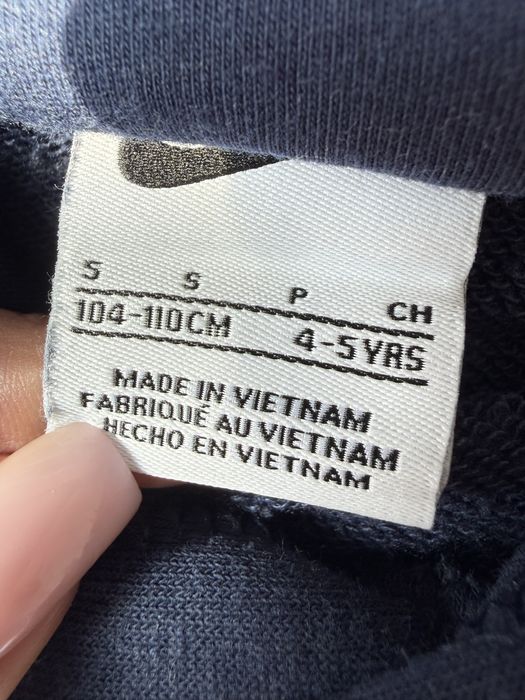 S S P CH
104-110CM 4-5YRS
MADE IN VIETNAM
FABRIQUÉ AU VIETNAM
HECHO EN VIETNAM